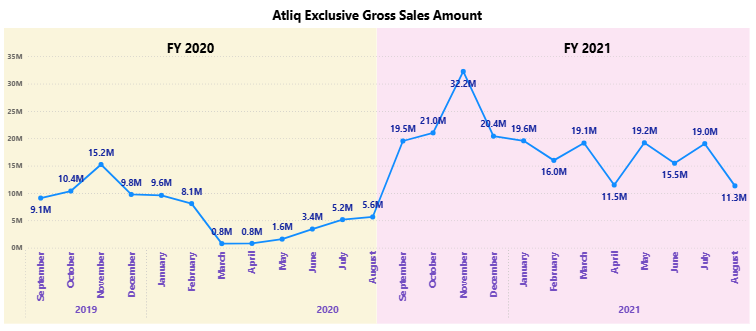 Atliq Exclusive Gross Sales Amount
FY 2020 FY 2021
35M
30M
25M
20M
15M
10M
5M
0M
9.1M
10.4M
15.2M
9.8M
9.6M
8.1M
0.8M
0.8M
1.6M
3.4M
5.2M
5.6M
19.5M
21.0M
32.2M
20.4M
19.6M
16.0M
19.1M
11.5M
19.2M
15.5M
19.0M
11.3M
September
October
November
December
January
February
March
April
May
June
July
August
September
October
November
December
January
February
March
April
May
June
July
August
2019 2020 2021